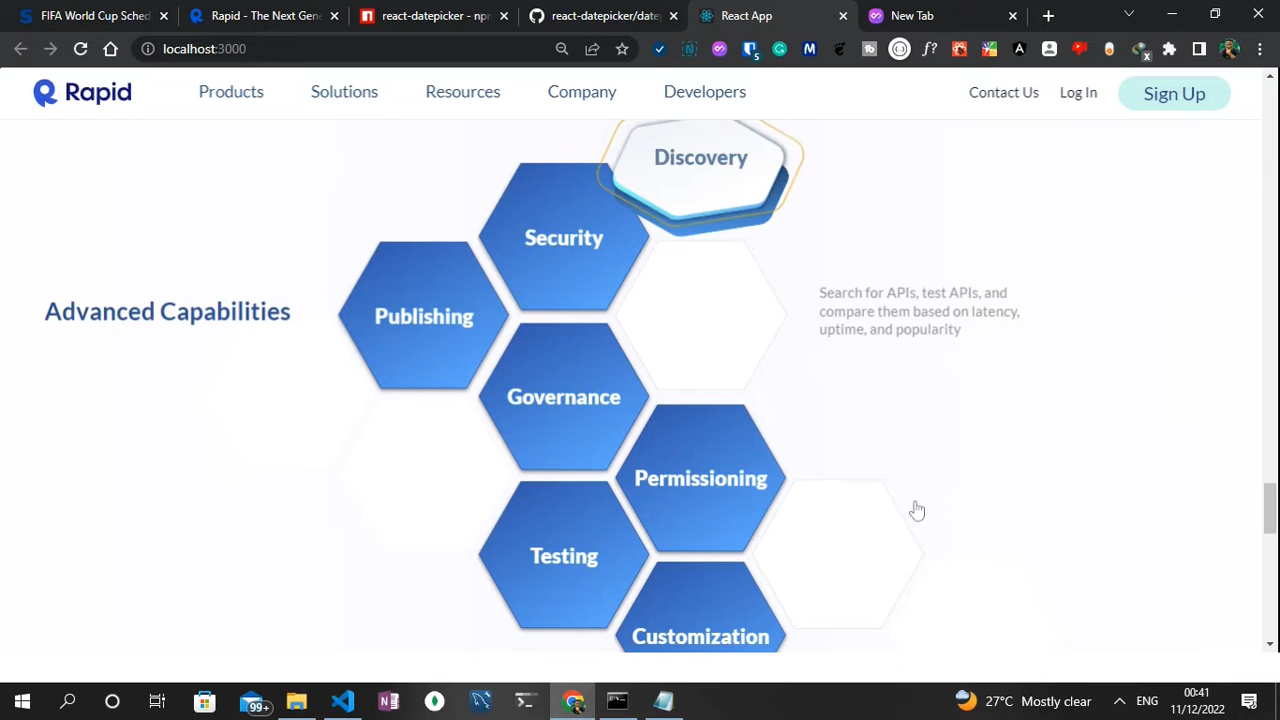 FIFA World Cup Sched
Rapid - The Next Gen
react-datepicker - npm
react-datepicker/date
React App
New Tab
localhost:3000
Rapid
Products
Solutions
Resources
Company
Developers
Contact Us
Log In
Sign Up
Discovery
Security
Publishing
Advanced Capabilities
Search for APIs, test APIs, and
compare them based on latency,
uptime, and popularity
Governance
Permissioning
Testing
Customization
99+
27°C Mostly clear
ENG
00:41
11/12/2022